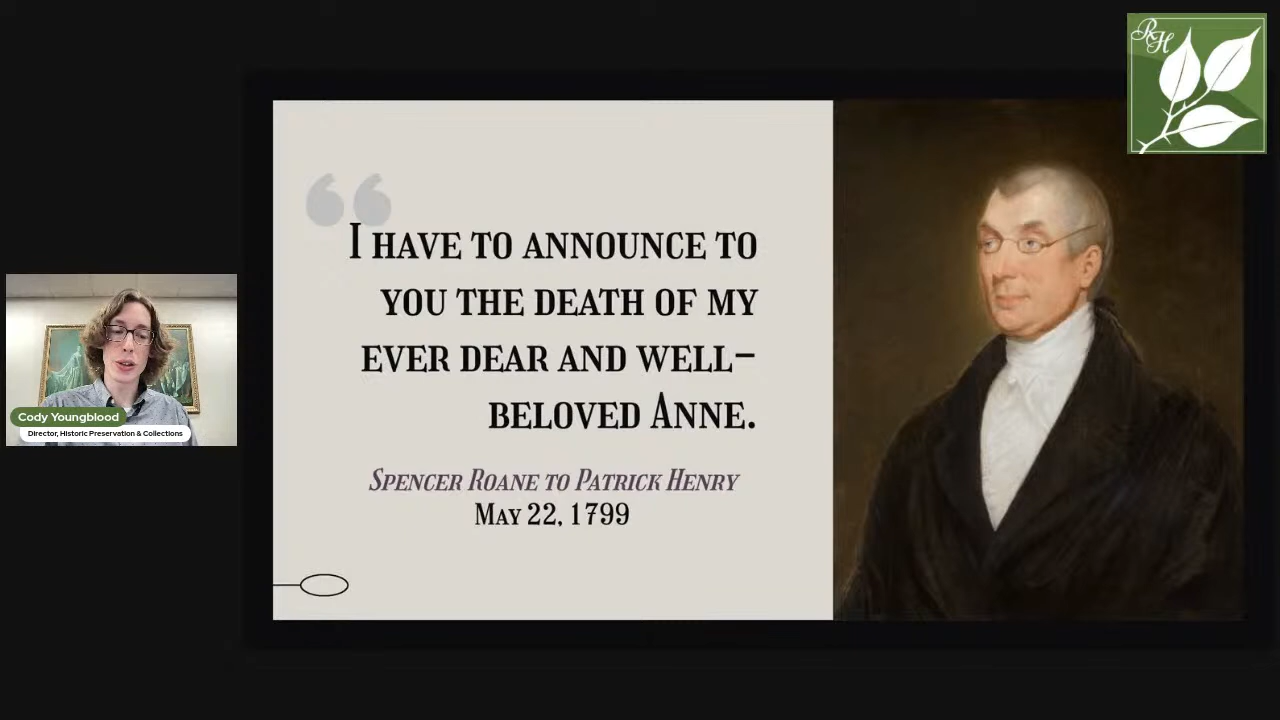 RH
“
I HAVE TO ANNOUNCE TO
YOU THE DEATH OF MY
EVER DEAR AND WELL-
BELOVED ANNE.
SPENCER ROANE TO PATRICK HENRY
MAY 22, 1799
Cody Youngblood
Director, Historic Preservation & Collections